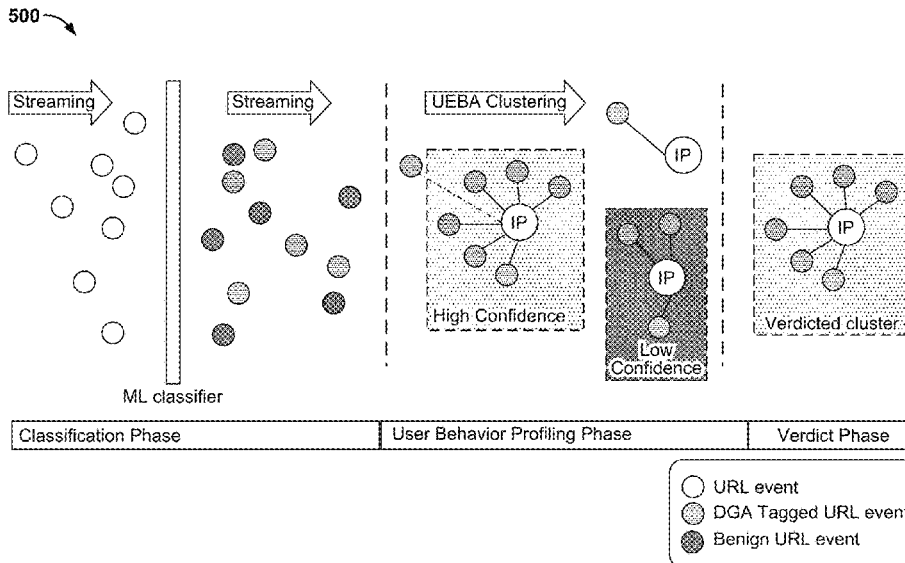 500
Streaming
Streaming
UEBA Clustering
IP
IP
IP
IP
High Confidence
Low
Confidence
Verdicted cluster
ML classifier
Classification Phase
User Behavior Profiling Phase
Verdict Phase
URL event
DGA Tagged URL event
Benign URL event